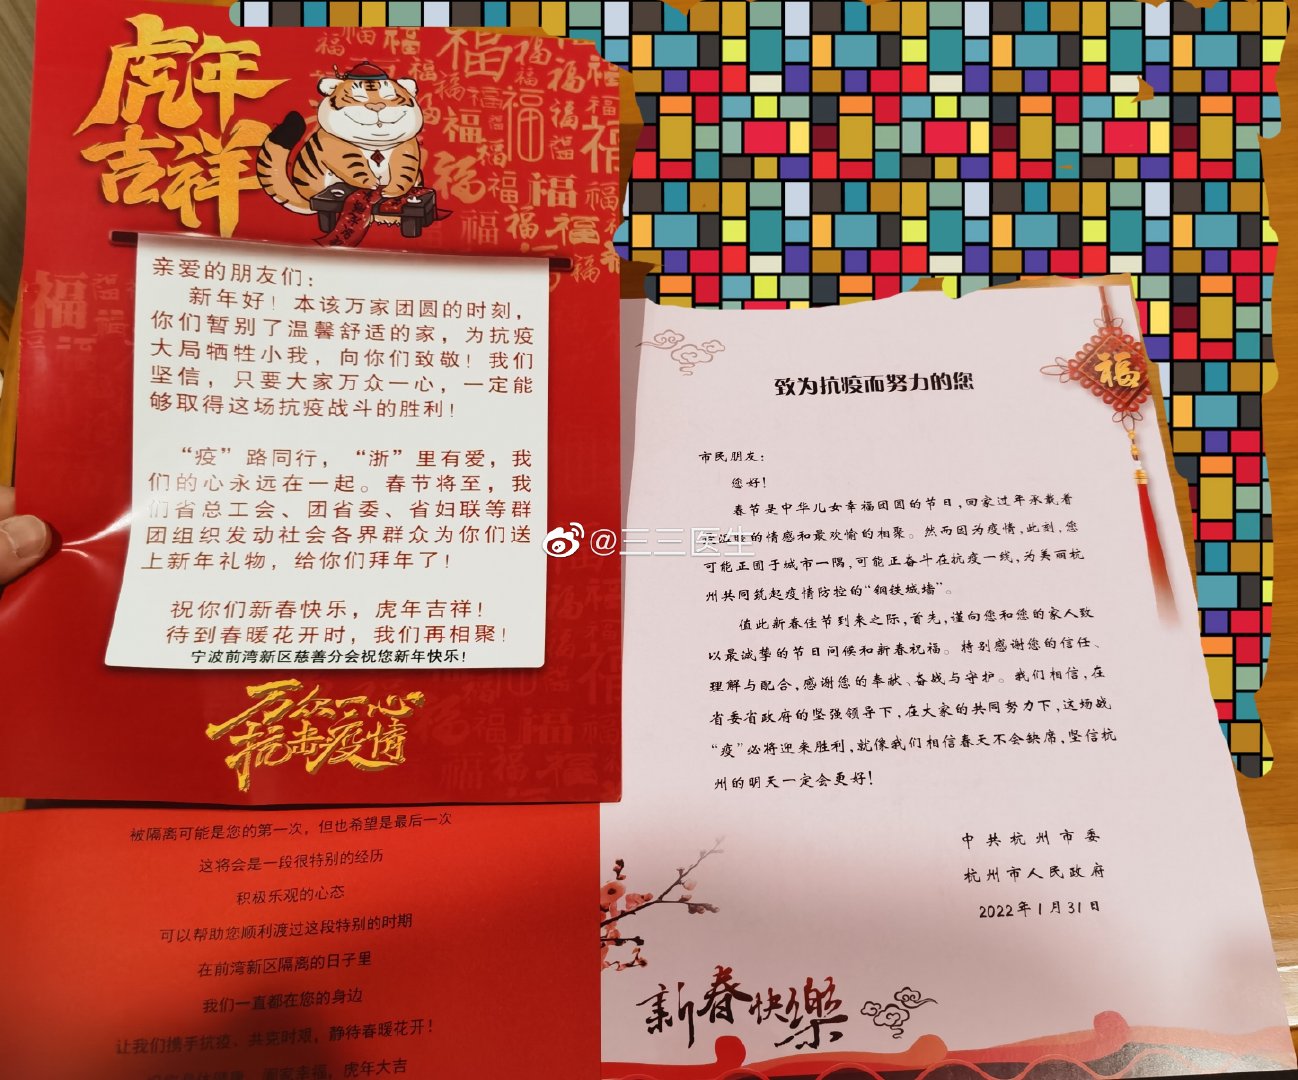 虎年
吉祥
亲爱的朋友们：
新年好！本该万家团圆的时刻，
你们暂别了温馨舒适的家，为抗疫
大局牺牲小我，向你们致敬！我们
坚信，只要大家万众一心，一定能
够取得这场抗疫战斗的胜利！
“疫”路同行，“浙”里有爱，我
们的心永远在一起。春节将至，我
们省总工会、团省委、省妇联等群
团组织发动社会各界群众为你们送
上新年礼物，给你们拜年了！
祝你们新春快乐，虎年吉祥！
待到春暖花开时，我们再相聚！
宁波前湾新区慈善分会祝您新年快乐！
万众一心
抗击疫情
被隔离可能是您的第一次，但也希望是最后一次
这将会是一段很特别的经历
积极乐观的心态
可以帮助您顺利渡过这段特别的时期
在前湾新区隔离的日子里
我们一直都在您的身边
让我们携手抗疫、共克时艰，静待春暖花开！
阖家幸福，虎年大吉
福
致为抗疫而努力的您
市民朋友：
您好！
春节是中华儿女幸福团圆的节日，回家过年承载着
的情感和最欢愉的相聚。然而因为疫情，此刻，您
可能正囿于城市一隅，可能正奋斗在抗疫一线，为美丽杭
州共同筑起疫情防控的“钢铁城墙”。
值此新春佳节到来之际，首先，谨向您和您的家人致
以最诚挚的节日问候和新春祝福。特别感谢您的信任、
理解与配合，感谢您的奉献、奋战与守护。我们相信，在
省委省政府的坚强领导下，在大家的共同努力下，这场战
“疫”必将迎来胜利，就像我们相信春天不会缺席，坚信杭
州的明天一定会更好！
中共杭州市委
杭州市人民政府
2022年1月31日
新春快樂
@三三医生